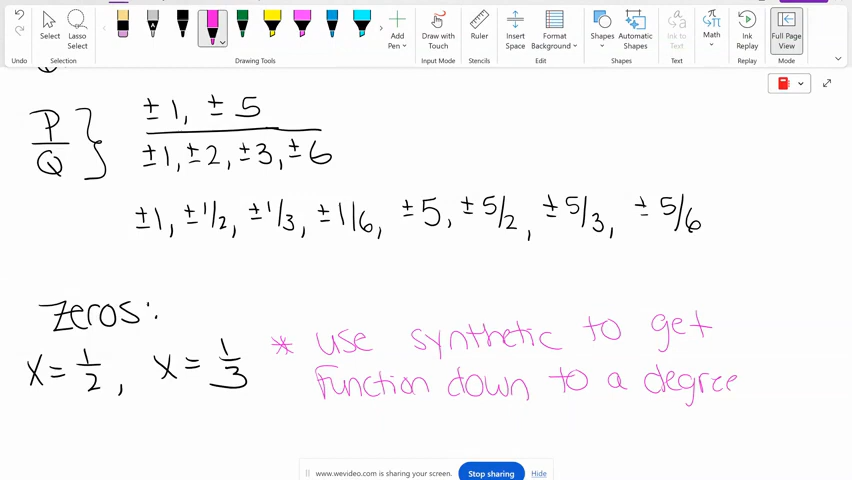 Select
Lasso
Select
Add
Pen
Draw with
Touch
Ruler
Insert
Space
Format
Background
Shapes
Automatic
Shapes
Ink to
Text
Math
Ink
Replay
Full Page
View
Undo
Selection
Drawing Tools
Input Mode
Stencils
Edit
Shapes
Text
Math
Replay
Mode
P/Q } ±1, ±5
±1, ±2, ±3, ±6
±1, ±1/2, ±1/3, ±1/6, ±5, ±5/2, ±5/3, ±5/6
Zeros:
x=1/2, x=1/3 * use synthetic to get
function down to a degree
www.wevideo.com is sharing your screen. Stop sharing Hide